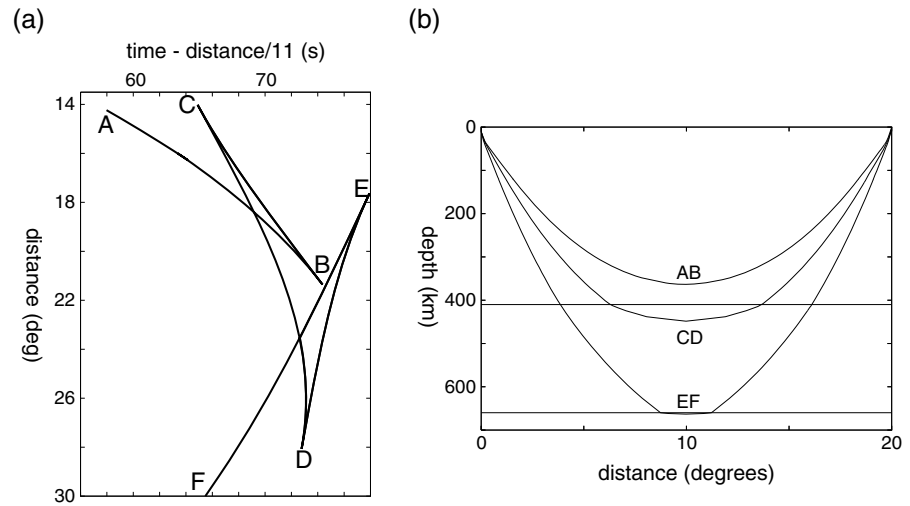 (a)
time - distance/11 (s)
60 70
14
18
22
26
30
distance (deg)
A
C
E
B
D
F
(b)
0
200
400
600
depth (km)
AB
CD
EF
0 10 20
distance (degrees)